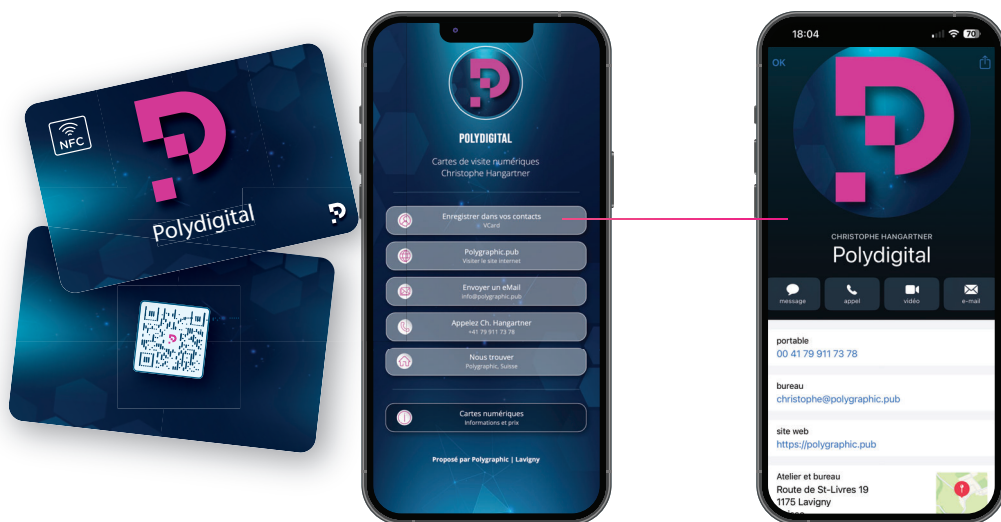 NFC
Polydigital
POLYDIGITAL
Cartes de visite numériques
Christophe Hangartner
Enregistrer dans vos contacts
VCard
Polygraphic.pub
Visiter le site internet
Envoyer un eMail
info@polygraphic.pub
Appelez Ch. Hangartner
+41 79 911 73 78
Nous trouver
Polygraphic, Suisse
Cartes numériques
Informations et prix
Proposé par Polygraphic | Lavigny
18:04
70
OK
CHRISTOPHE HANGARTNER
Polydigital
message
appel
vidéo
e-mail
portable
00 41 79 911 73 78
bureau
christophe@polygraphic.pub
site web
https://polygraphic.pub
Atelier et bureau
Route de St-Livres 19
1175 Lavigny